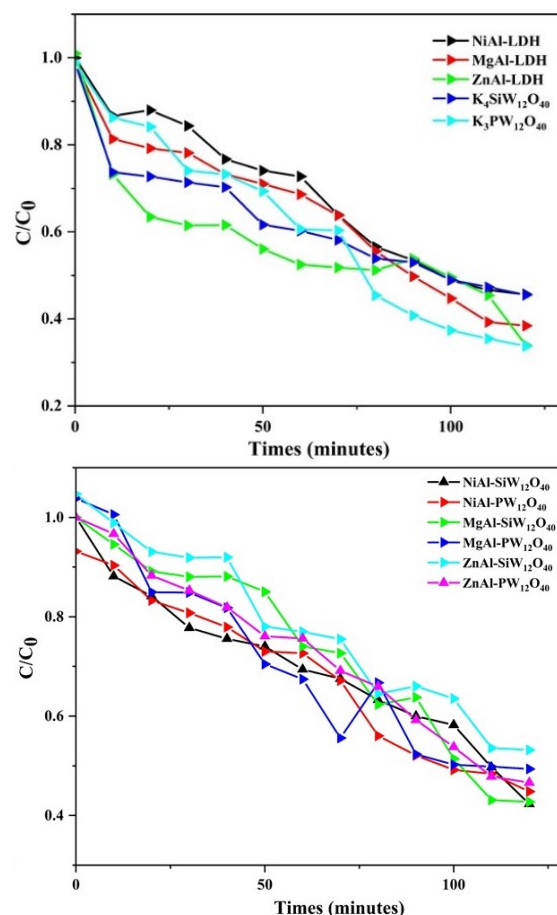 NiAl-LDH
MgAl-LDH
ZnAl-LDH
K₄SiW₁₂O₄₀
K₃PW₁₂O₄₀
1.0
0.8
0.6
0.4
0.2
C/C₀
0
50
100
Times (minutes)
NiAl-SiW₁₂O₄₀
NiAl-PW₁₂O₄₀
MgAl-SiW₁₂O₄₀
MgAl-PW₁₂O₄₀
ZnAl-SiW₁₂O₄₀
ZnAl-PW₁₂O₄₀
1.0
0.8
0.6
0.4
C/C₀
0
50
100
Times (minutes)